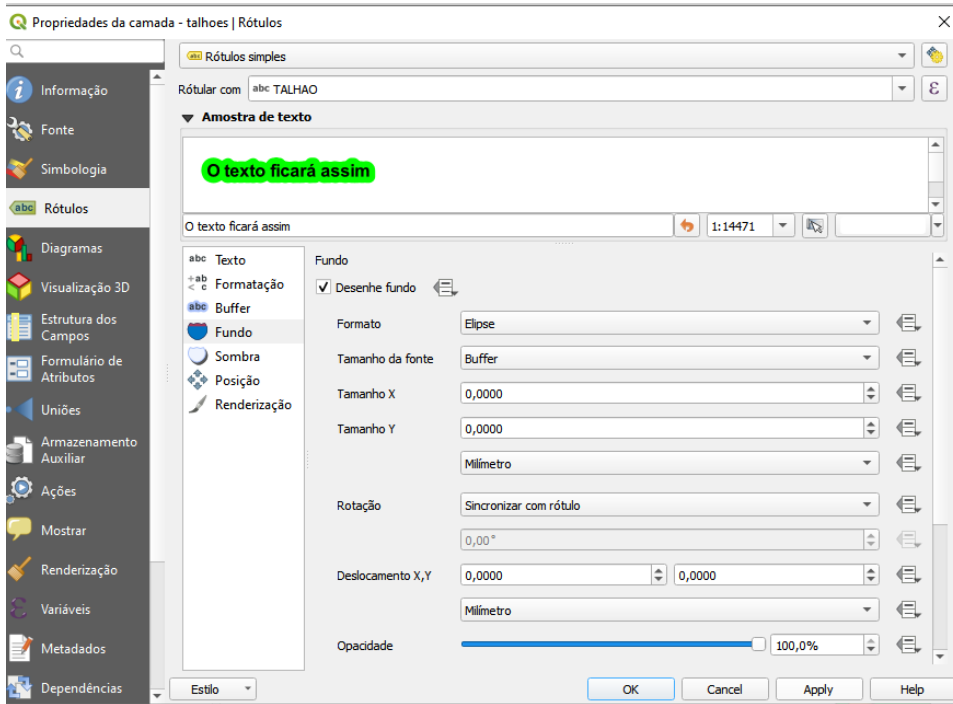 Propriedades da camada - talhoes | Rótulos
Informação
Fonte
Simbologia
abc Rótulos
Diagramas
Visualização 3D
Estrutura dos
Campos
Formulário de
Atributos
Uniões
Armazenamento
Auxiliar
Ações
Mostrar
Renderização
Variáveis
Metadados
Dependências
abc Rótulos simples
Rótular com abc TALHAO ε
Amostra de texto
O texto ficará assim
O texto ficará assim 1:14471
abc Texto
+ab
< c Formatação
abc Buffer
Fundo
Sombra
Posição
Renderização
Fundo
Desenhe fundo
Formato Elipse
Tamanho da fonte Buffer
Tamanho X 0,0000
Tamanho Y 0,0000
Milímetro
Rotação Sincronizar com rótulo
0,00 °
Deslocamento X,Y 0,0000 0,0000
Milímetro
Opacidade 100,0%
Estilo OK Cancel Apply Help